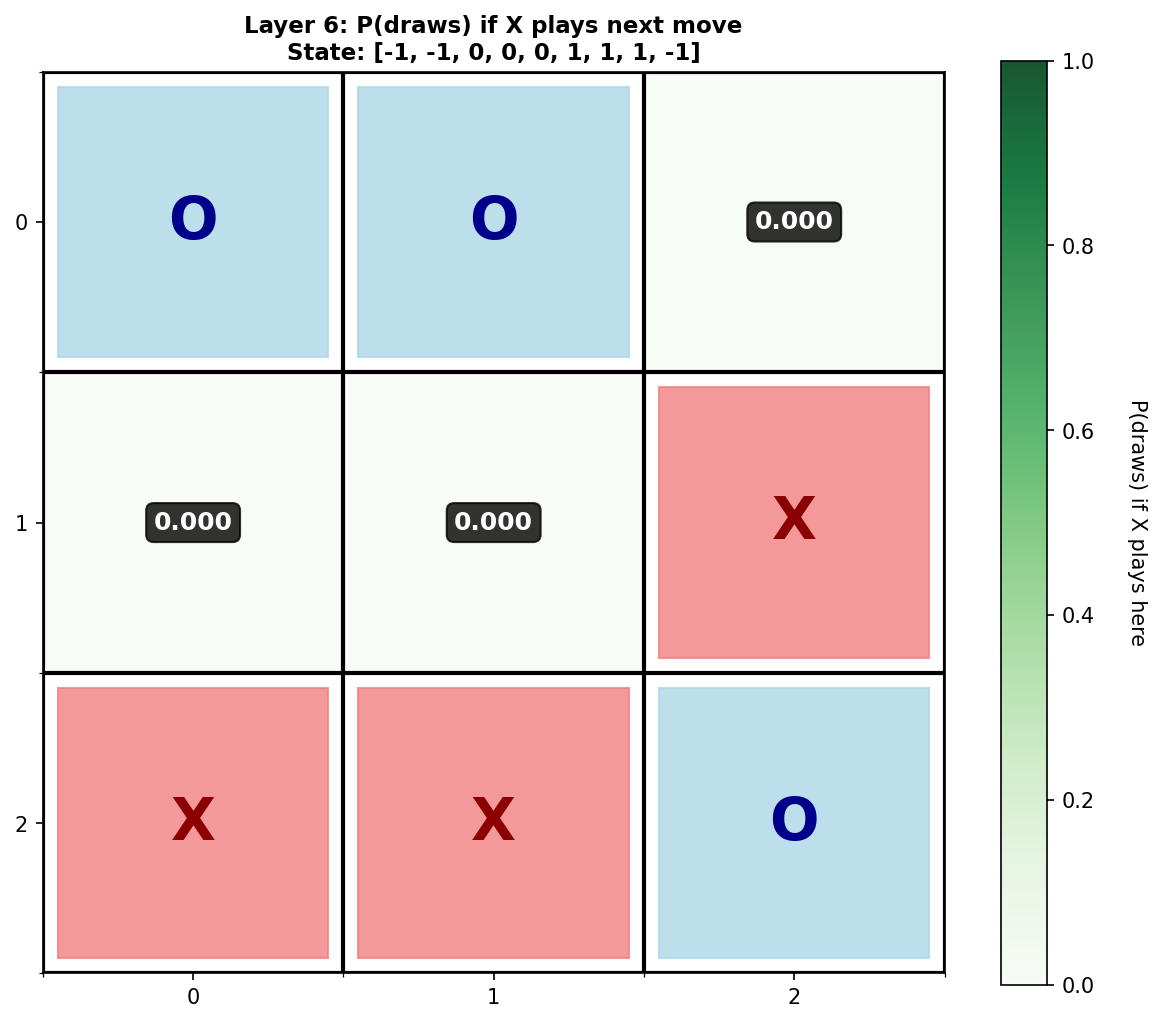 Layer 6: P(draws) if X plays next move
State: [-1, -1, 0, 0, 0, 1, 1, 1, -1]
O
O
0.000
0.000
0.000
X
X
X
O
0
1
2
0
1
2
1.0
0.8
0.6
0.4
0.2
0.0
P(draws) if X plays here